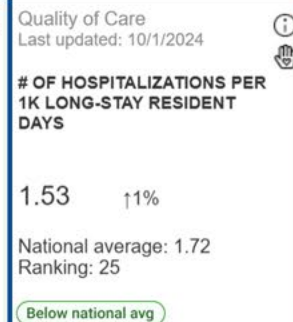 Quality of Care
Last updated: 10/1/2024
# OF HOSPITALIZATIONS PER
1K LONG-STAY RESIDENT
DAYS
1.53 ↑1%
National average: 1.72
Ranking: 25
Below national avg